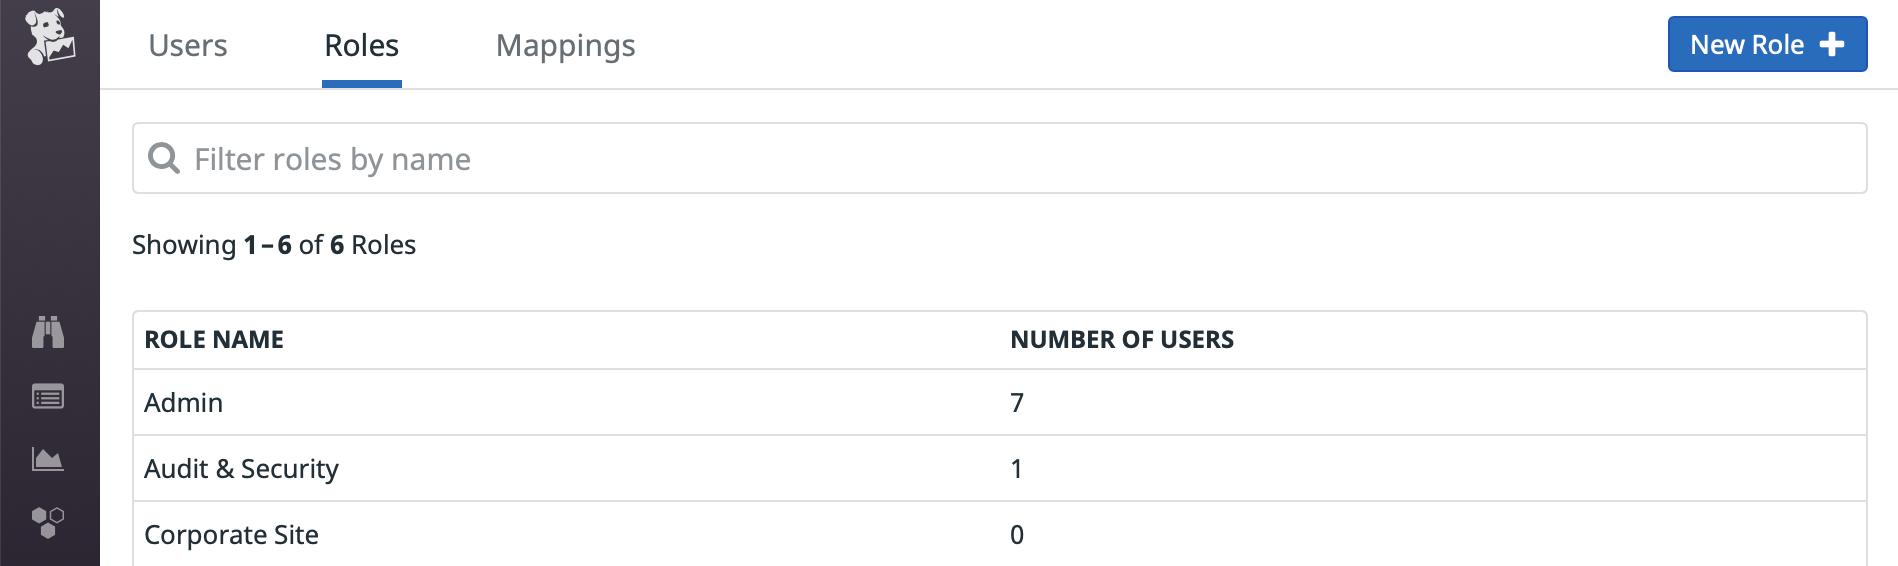 Users Roles Mappings New Role
Filter roles by name
Showing 1 – 6 of 6 Roles
ROLE NAME NUMBER OF USERS
Admin 7
Audit & Security 1
Corporate Site 0